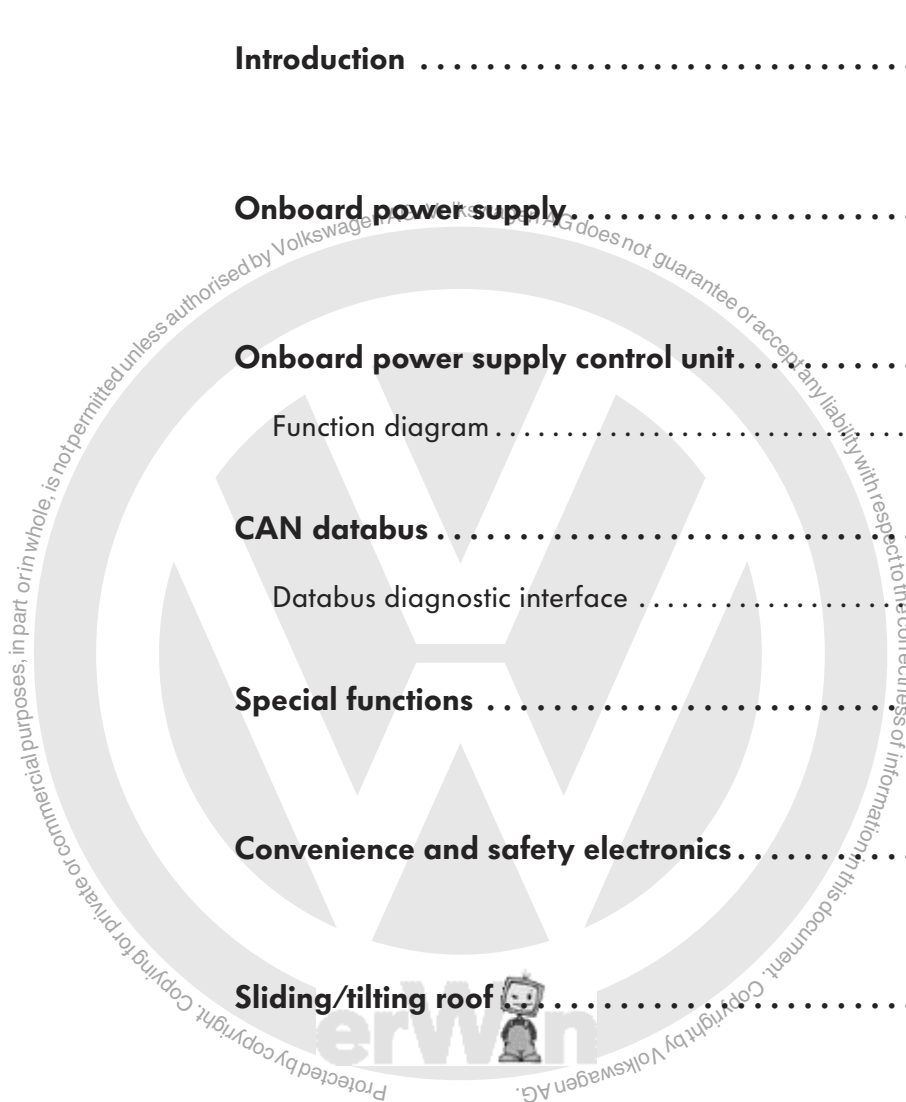 Introduction ..............................
Onboard power supply.....................
Onboard power supply control unit...........
Function diagram.............................
CAN databus .............................
Databus diagnostic interface ...................
Special functions .........................
Convenience and safety electronics...........
Sliding/tilting roof .........................
erWin
Protected by copyright. Copying for private or commercial purposes, in part or in whole, is not permitted unless authorised by Volkswagen AG. Volkswagen AG does not guarantee or accept any liability with respect to the correctness of information in this document. Copyright by Volkswagen AG.